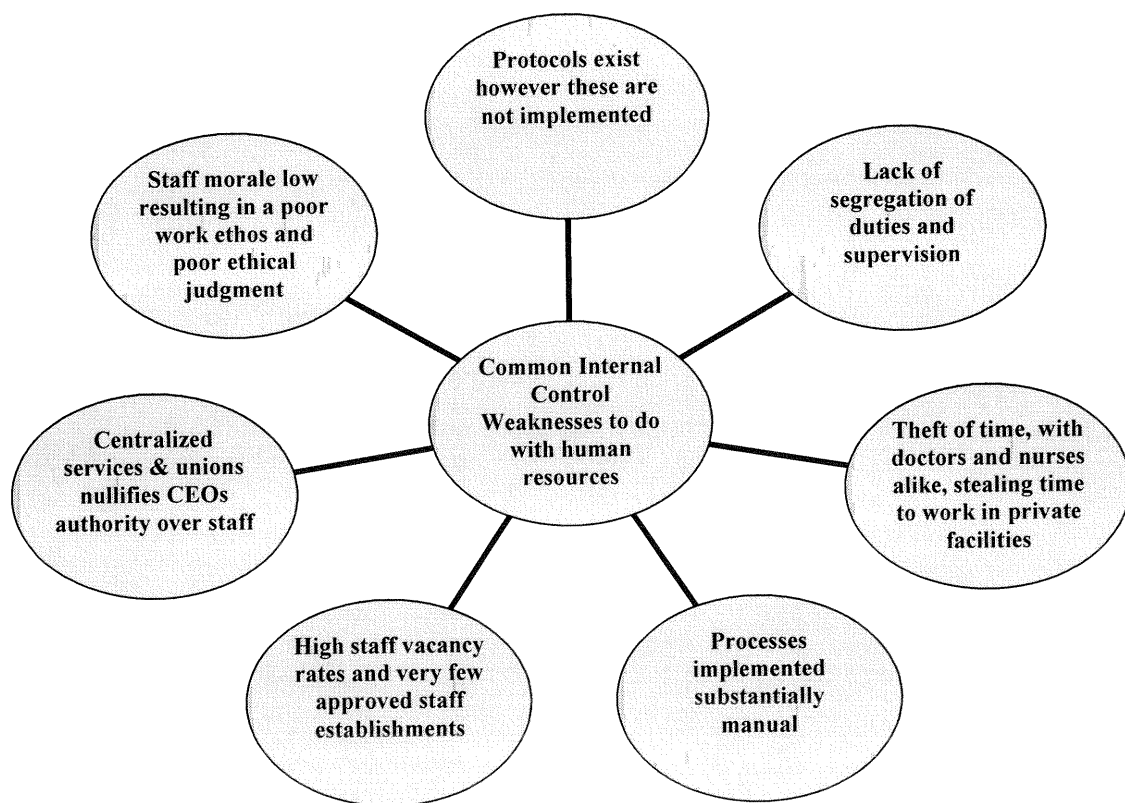 Protocols exist
however these are
not implemented
Staff morale low
resulting in a poor
work ethos and
poor ethical
judgment
Lack of
segregation of
duties and
supervision
Common Internal
Control
Weaknesses to do
with human
resources
Centralized
services & unions
nullifies CEOs
authority over staff
Theft of time, with
doctors and nurses
alike, stealing time
to work in private
facilities
High staff vacancy
rates and very few
approved staff
establishments
Processes
implemented
substantially
manual